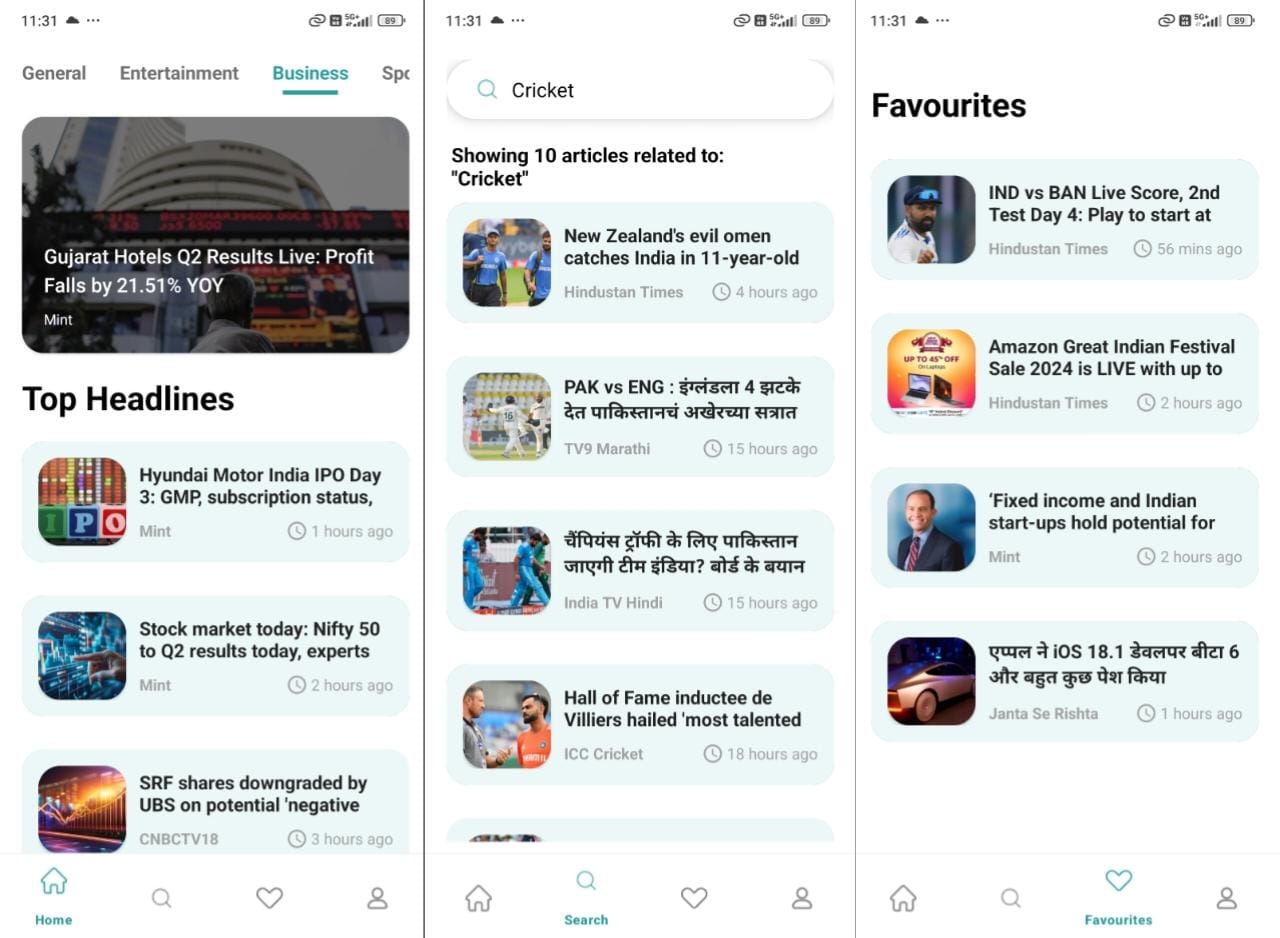 11:31
5G+
89
General Entertainment Business Spo
Gujarat Hotels Q2 Results Live: Profit
Falls by 21.51% YOY
Mint
Top Headlines
IPO
Hyundai Motor India IPO Day
3: GMP, subscription status,
Mint 1 hours ago
Stock market today: Nifty 50
to Q2 results today, experts
Mint 2 hours ago
SRF shares downgraded by
UBS on potential 'negative
CNBCTV18 3 hours ago
Home
11:31
5G+
89
Cricket
Showing 10 articles related to:
"Cricket"
New Zealand's evil omen
catches India in 11-year-old
Hindustan Times 4 hours ago
16
PAK vs ENG : इंग्लंडला 4 झटके
देत पाकिस्तानचं अखेरच्या सत्रात
TV9 Marathi 15 hours ago
चैंपियंस ट्रॉफी के लिए पाकिस्तान
जाएगी टीम इंडिया? बोर्ड के बयान
India TV Hindi 15 hours ago
Hall of Fame inductee de
Villiers hailed 'most talented
ICC Cricket 18 hours ago
Search
11:31
5G+
89
Favourites
IND vs BAN Live Score, 2nd
Test Day 4: Play to start at
Hindustan Times 56 mins ago
UP TO 45% OFF
On Laptops
Amazon Great Indian Festival
Sale 2024 is LIVE with up to
Hindustan Times 2 hours ago
‘Fixed income and Indian
start-ups hold potential for
Mint 2 hours ago
एप्पल ने iOS 18.1 डेवलपर बीटा 6
और बहुत कुछ पेश किया
Janta Se Rishta 1 hours ago
Favourites